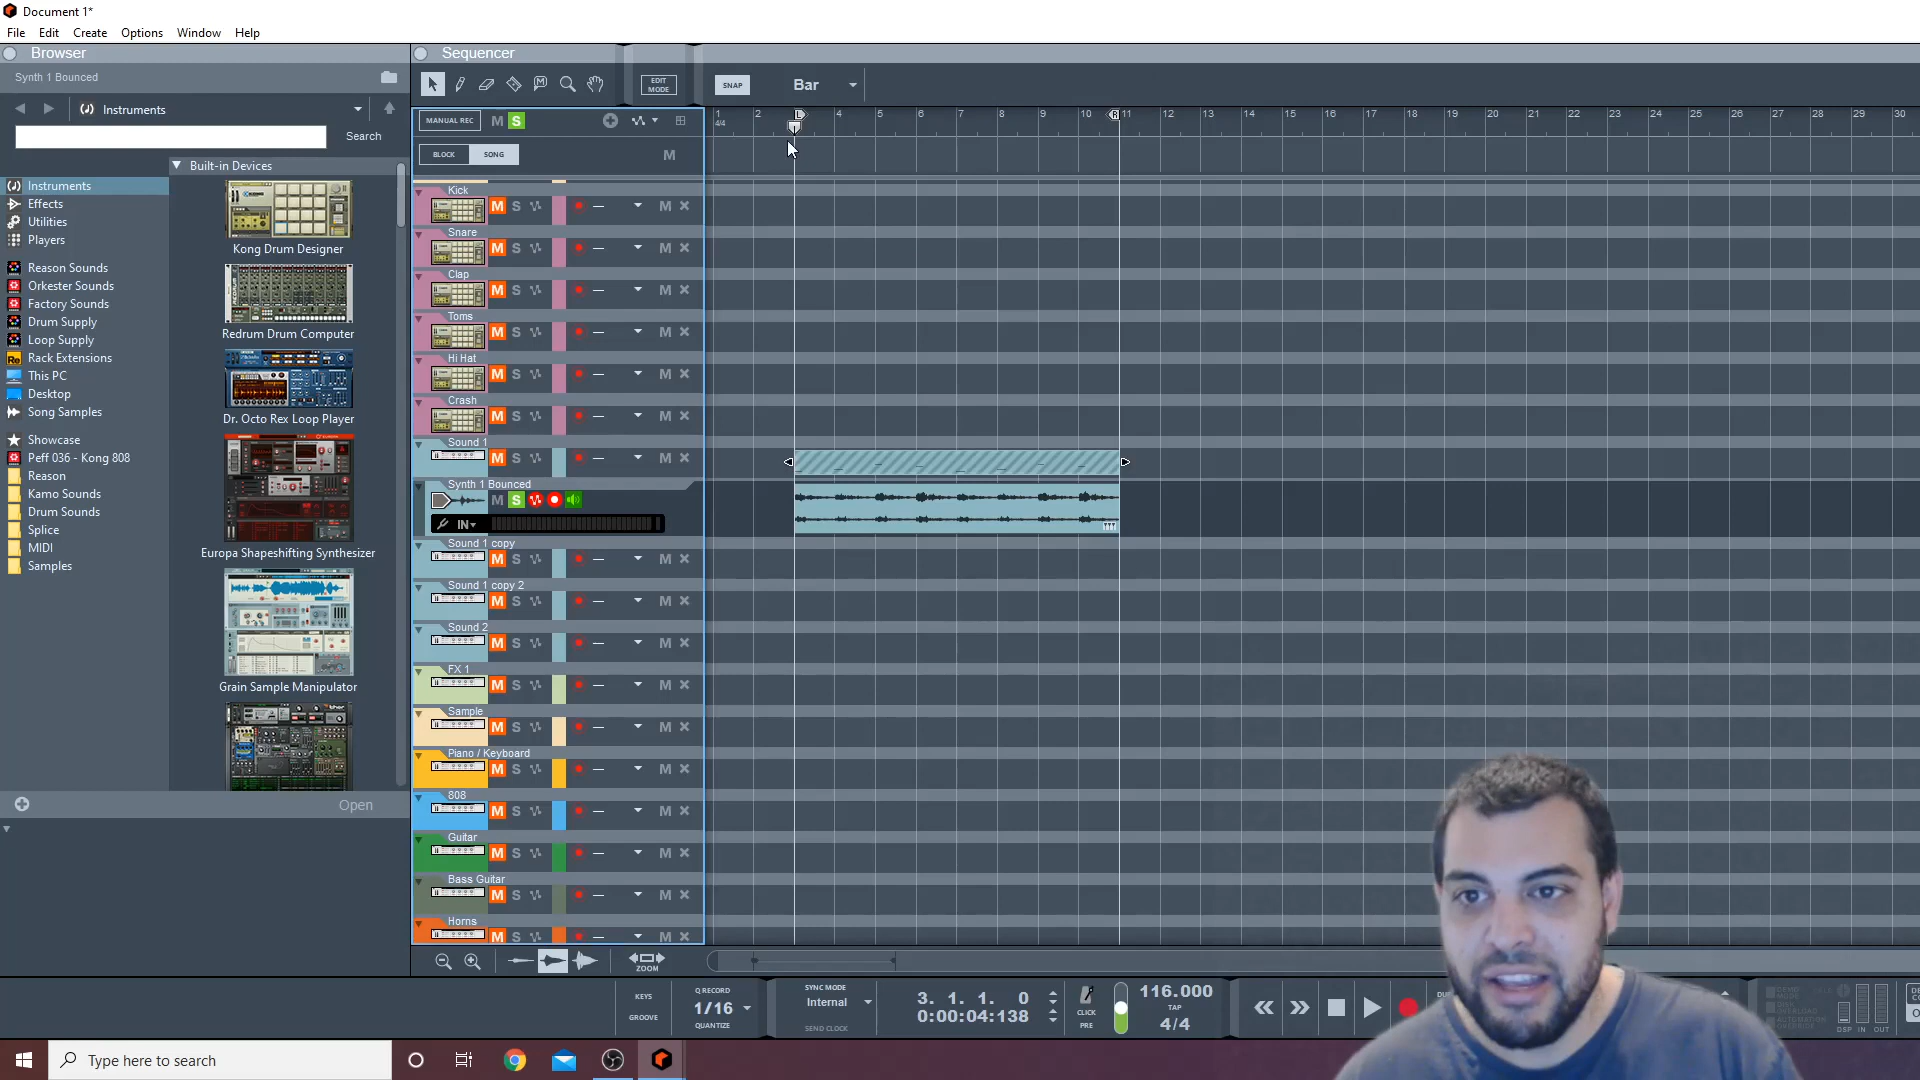 Document 1*
File Edit Create Options Window Help
Browser
Synth 1 Bounced
Instruments
Search
Built-in Devices
Instruments
Effects
Utilities
Players
Reason Sounds
Orkester Sounds
Factory Sounds
Drum Supply
Loop Supply
Rack Extensions
This PC
Desktop
Song Samples
Showcase
Peff 036 - Kong 808
Reason
Kamo Sounds
Drum Sounds
Splice
MIDI
Samples
Kong Drum Designer
Redrum Drum Computer
Dr. Octo Rex Loop Player
Europa Shapeshifting Synthesizer
Grain Sample Manipulator
Open
Sequencer
EDIT MODE
SNAP
Bar
MANUAL REC M S
BLOCK SONG M
1 2 4 5 6 7 8 9 10 11 12 13 14 15 16 17 18 19 20 21 22 23 24 25 26 27 28 29 30
4/4
L R
Kick
M S M
Snare
M S M
Clap
M S M
Toms
M S M
Hi Hat
M S M
Crash
M S M
Sound 1
M S M
Synth 1 Bounced
M S
IN
Sound 1 copy
M S M
Sound 1 copy 2
M S M
Sound 2
M S M
FX 1
M S M
Sample
M S M
Piano / Keyboard
M S M
808
M S M
Guitar
M S M
Bass Guitar
M S M
Horns
M S M
ZOOM
KEYS
GROOVE
Q RECORD
1/16
QUANTIZE
SYNC MODE
Internal
SEND CLOCK
3. 1. 1. 0
0:00:04:138
CLICK
PRE
116.000
TAP
4/4
DSP IN OUT
Type here to search